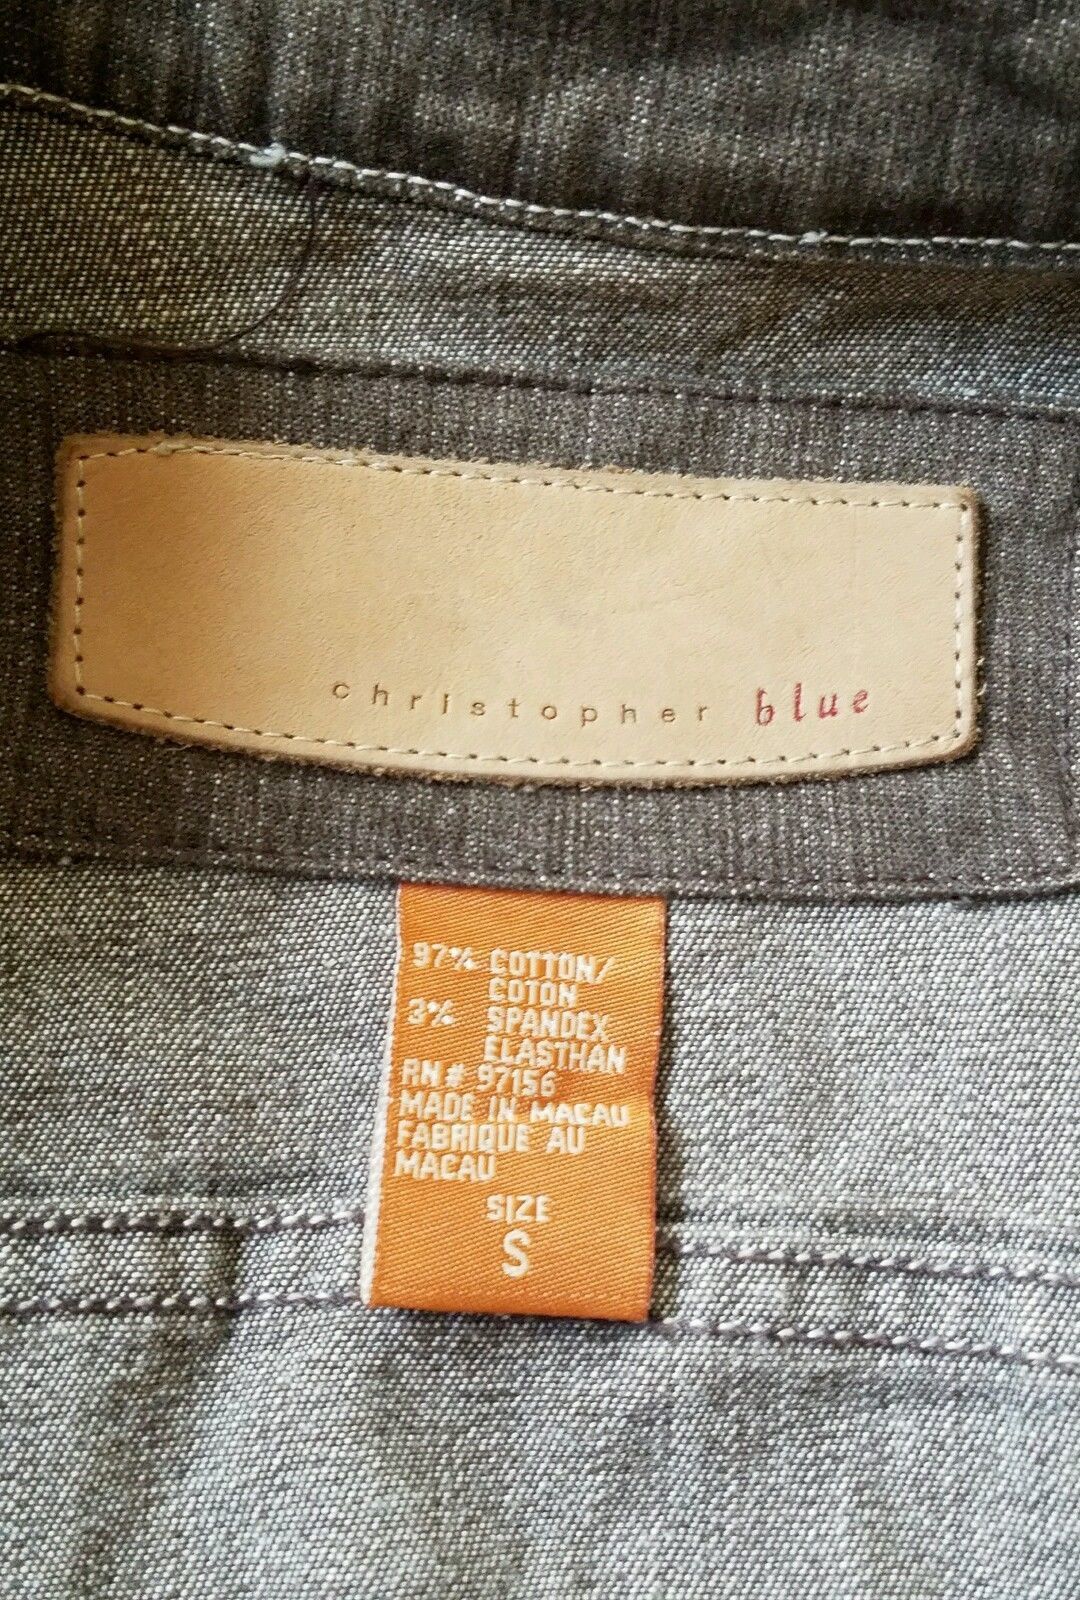 christopher blue
97% COTTON/
COTON
3% SPANDEX
ELASTHAN
RN# 97156
MADE IN MACAU
FABRIQUE AU
MACAU
SIZE
S